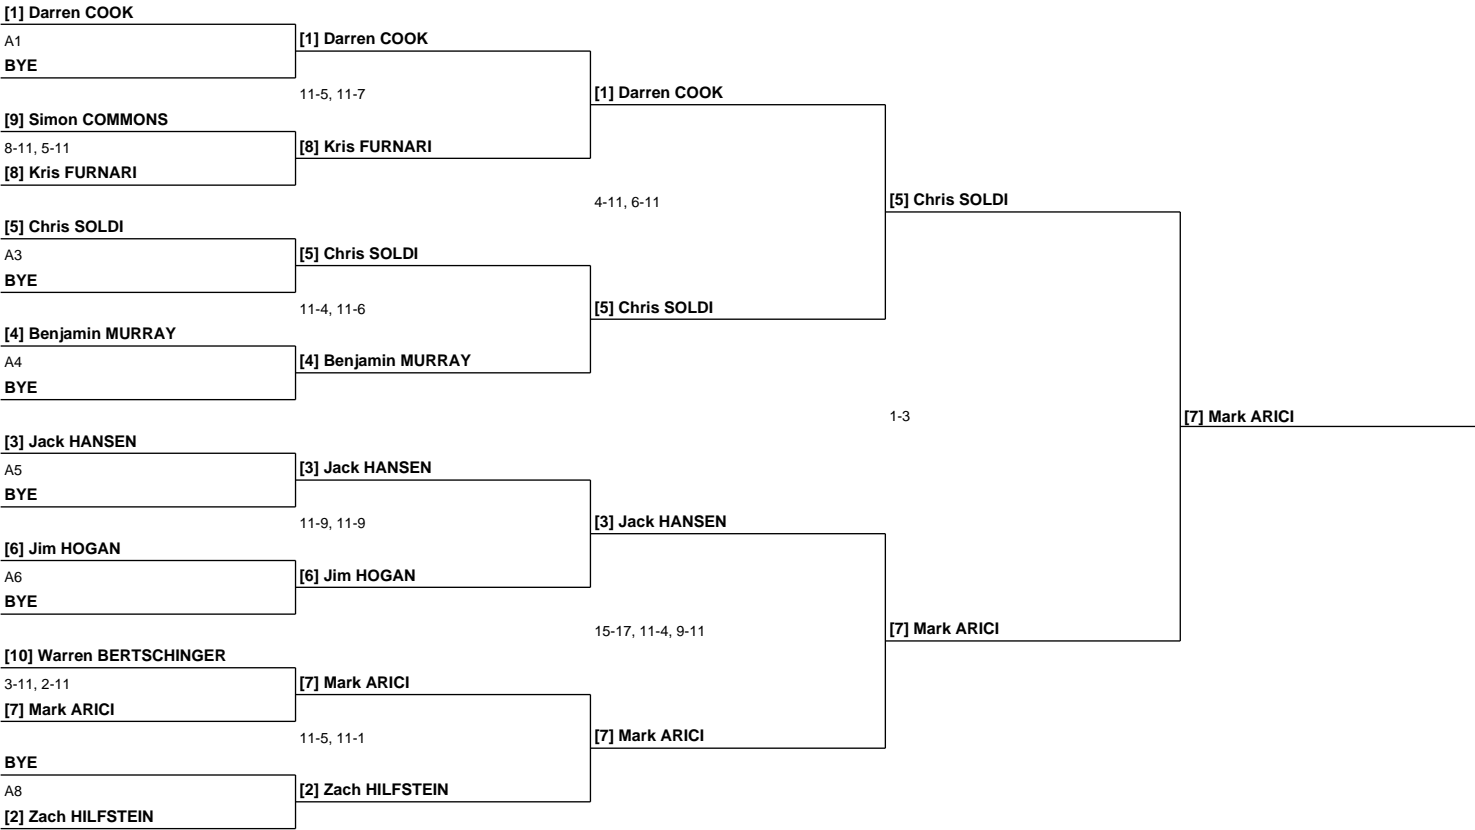 [1] Darren COOK
A1
BYE
[9] Simon COMMONS
8-11, 5-11
[8] Kris FURNARI
[5] Chris SOLDI
A3
BYE
[4] Benjamin MURRAY
A4
BYE
[3] Jack HANSEN
A5
BYE
[6] Jim HOGAN
A6
BYE
[10] Warren BERTSCHINGER
3-11, 2-11
[7] Mark ARICI
BYE
A8
[2] Zach HILFSTEIN
[1] Darren COOK
11-5, 11-7
[8] Kris FURNARI
[5] Chris SOLDI
11-4, 11-6
[4] Benjamin MURRAY
[3] Jack HANSEN
11-9, 11-9
[6] Jim HOGAN
[7] Mark ARICI
11-5, 11-1
[2] Zach HILFSTEIN
[1] Darren COOK
4-11, 6-11
[5] Chris SOLDI
[3] Jack HANSEN
15-17, 11-4, 9-11
[7] Mark ARICI
[5] Chris SOLDI
1-3
[7] Mark ARICI
[7] Mark ARICI